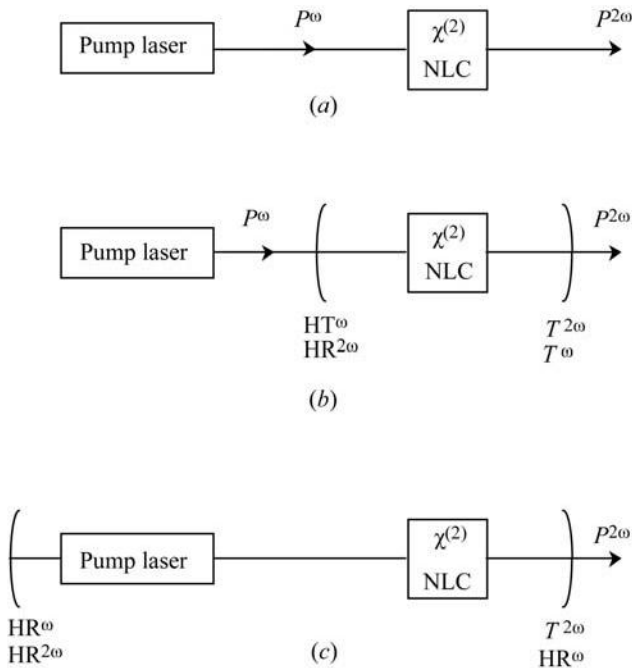 Pump laser
P^ω
χ^(2)
NLC
P^2ω
(a)
Pump laser
P^ω
χ^(2)
NLC
P^2ω
HT^ω
HR^2ω
T^2ω
T^ω
(b)
Pump laser
χ^(2)
NLC
P^2ω
HR^ω
HR^2ω
T^2ω
HR^ω
(c)